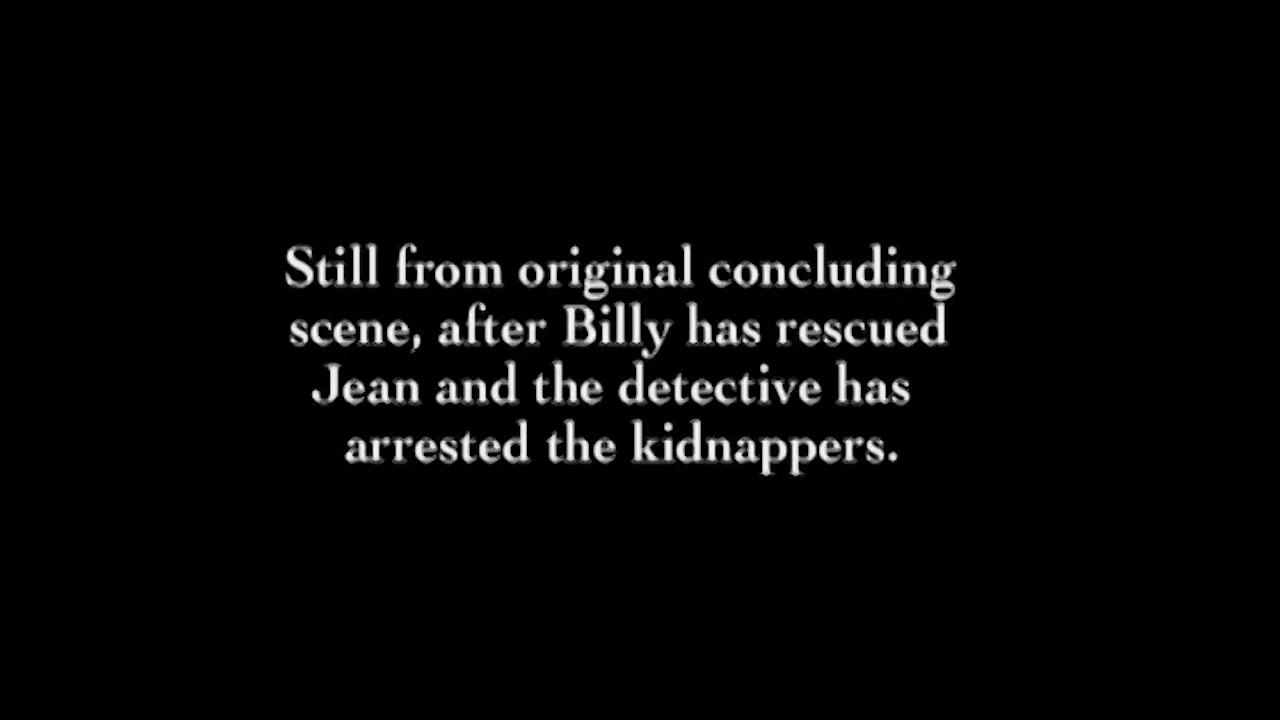 Still from original concluding
scene, after Billy has rescued
Jean and the detective has
arrested the kidnappers.